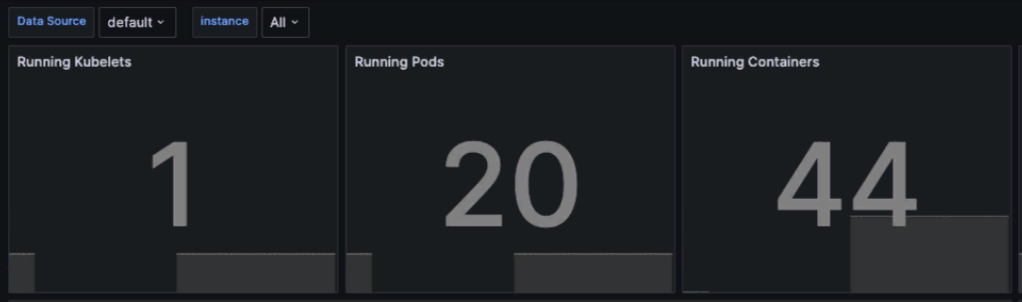 Data Source default instance All
Running Kubelets Running Pods Running Containers
1 20 44